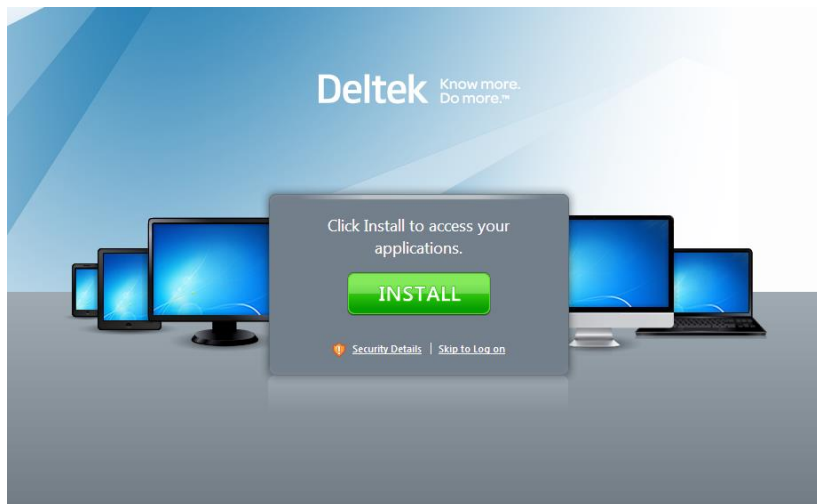 Deltek Know more.
Do more.™
Click Install to access your
applications.
INSTALL
Security Details | Skip to Log on